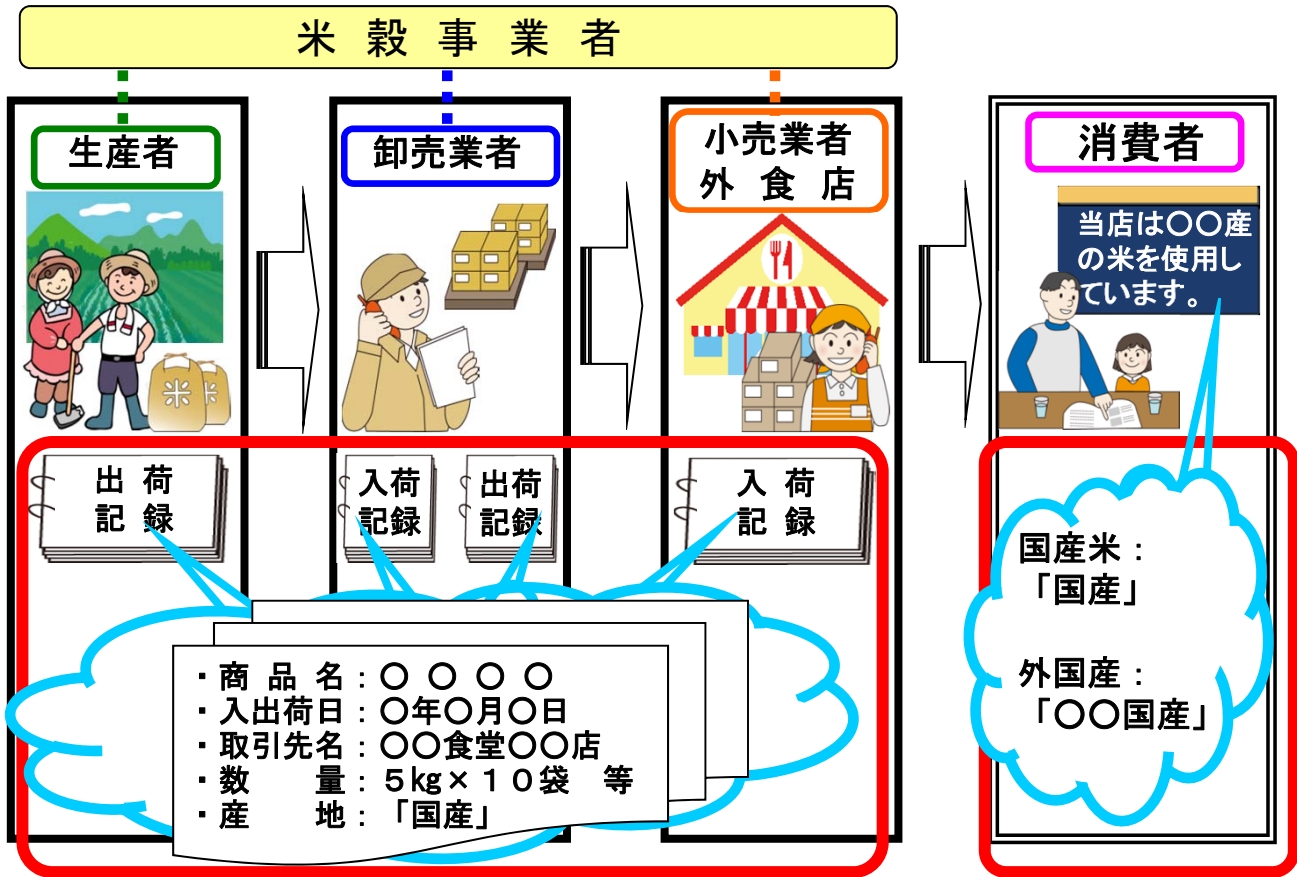 米 穀 事 業 者
生産者
卸売業者
小売業者
外 食 店
消費者
当店は〇〇産
の米を使用し
ています。
米
出 荷
記 録
入荷
記録
出荷
記録
入 荷
記 録
・商 品 名：〇 〇 〇 〇
・入出荷日：〇年〇月〇日
・取引先名：〇〇食堂〇〇店
・数　　量：５㎏×１０袋　等
・産　　地：「国産」
国産米：
「国産」
外国産：
「〇〇国産」